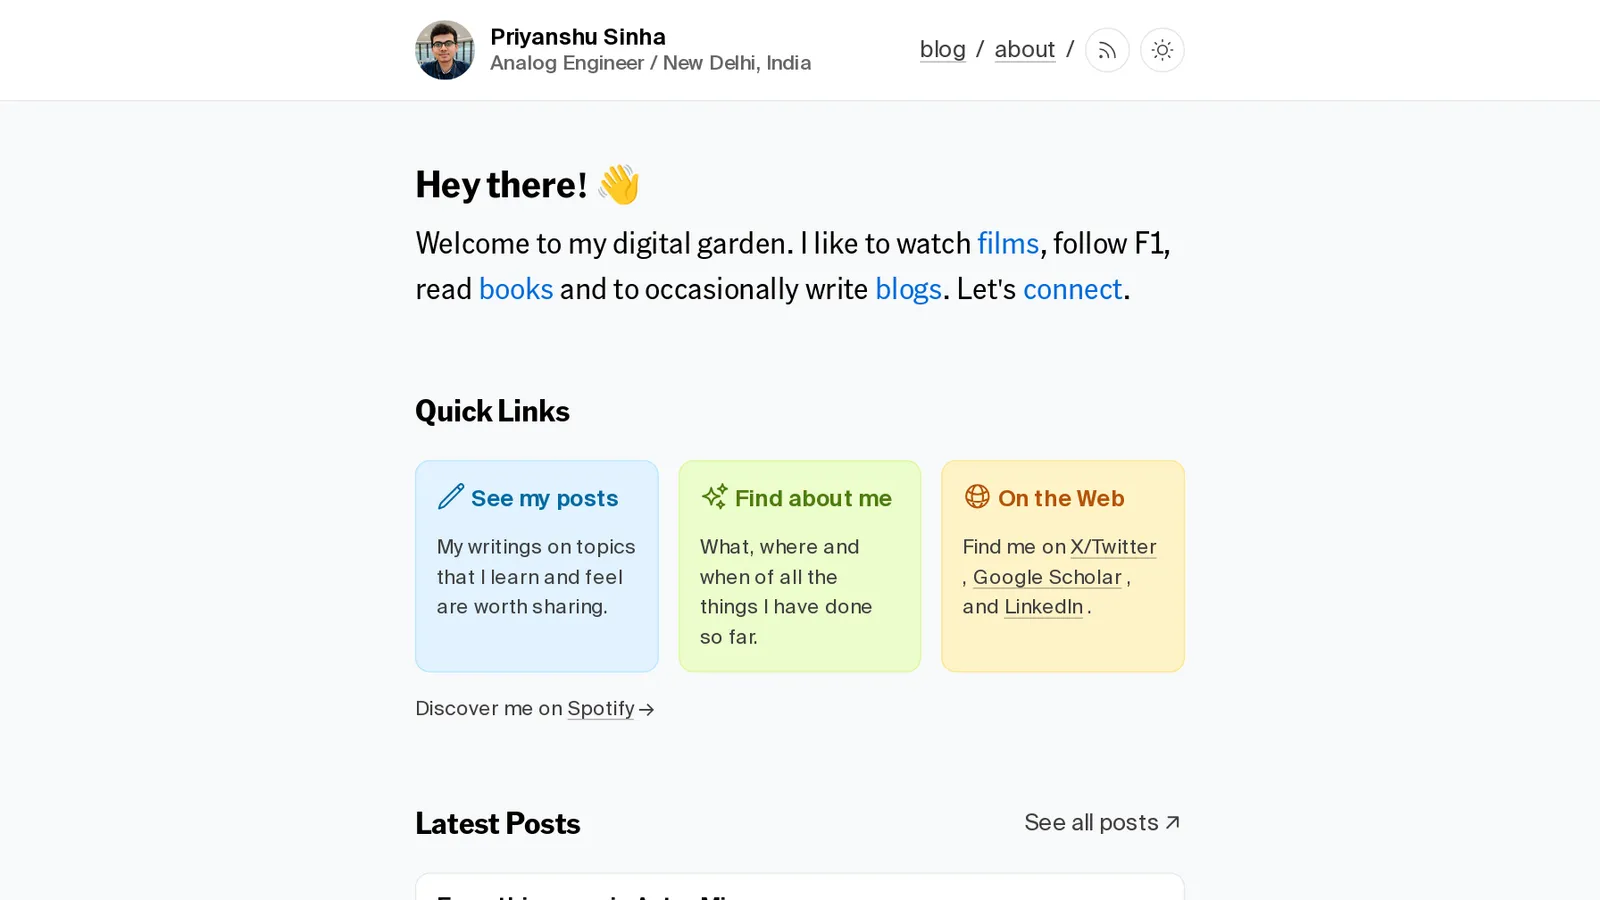 Priyanshu Sinha
Analog Engineer / New Delhi, India
blog / about /
Hey there! 👋
Welcome to my digital garden. I like to watch films, follow F1,
read books and to occasionally write blogs. Let's connect.
Quick Links
See my posts
My writings on topics
that I learn and feel
are worth sharing.
Find about me
What, where and
when of all the
things I have done
so far.
On the Web
Find me on X/Twitter
, Google Scholar ,
and LinkedIn .
Discover me on Spotify →
Latest Posts
See all posts ↗